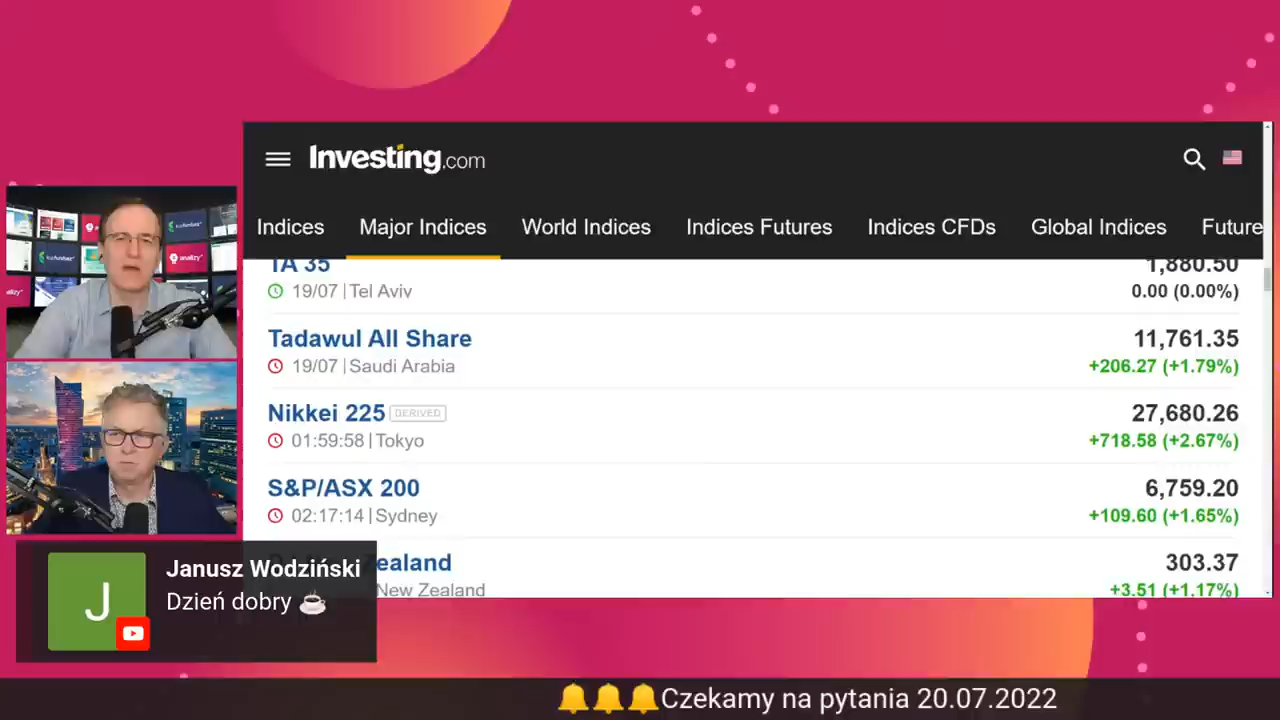 Investing.com
Indices
Major Indices
World Indices
Indices Futures
Indices CFDs
Global Indices
Future
TA 35
1,880.50
19/07 | Tel Aviv
0.00 (0.00%)
Tadawul All Share
11,761.35
19/07 | Saudi Arabia
+206.27 (+1.79%)
Nikkei 225 DERIVED
27,680.26
01:59:58 | Tokyo
+718.58 (+2.67%)
S&P/ASX 200
6,759.20
02:17:14 | Sydney
+109.60 (+1.65%)
ealand
303.37
New Zealand
+3.51 (+1.17%)
analizy
Janusz Wodziński
Dzień dobry ☕
J
🔔🔔🔔Czekamy na pytania 20.07.2022